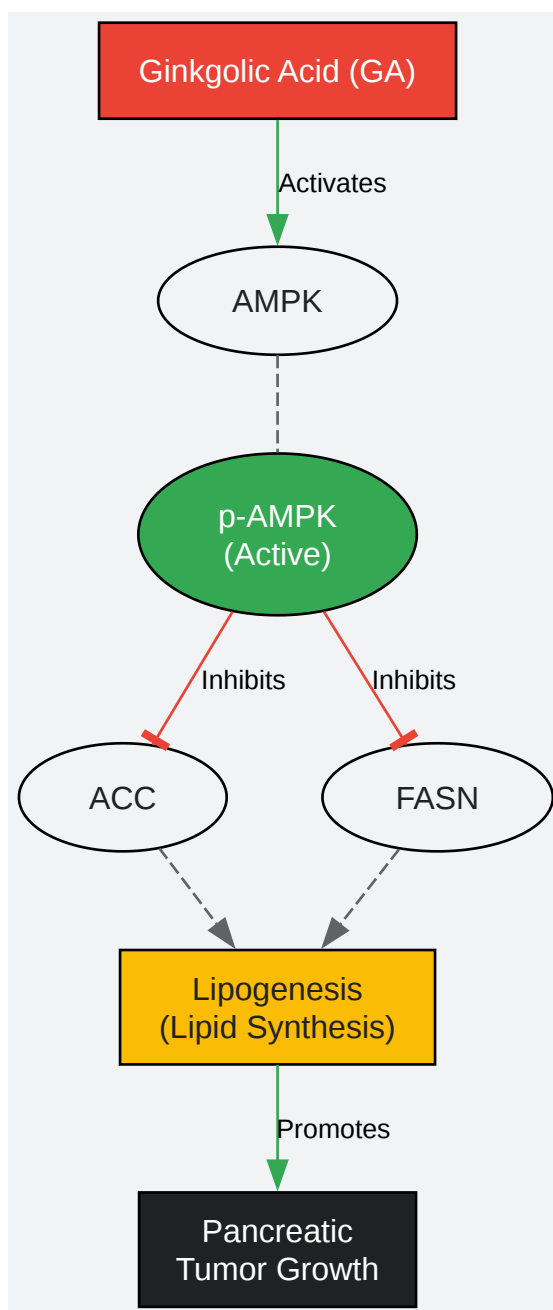 Ginkgolic Acid (GA)
Activates
AMPK
p-AMPK
(Active)
Inhibits
Inhibits
ACC
FASN
Lipogenesis
(Lipid Synthesis)
Promotes
Pancreatic
Tumor Growth